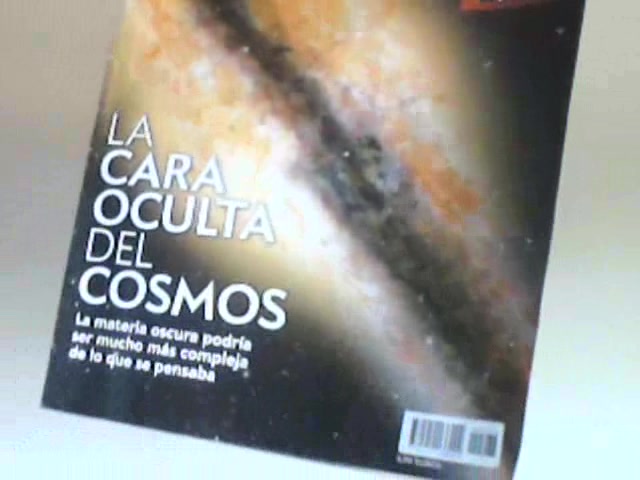 LA
CARA
OCULTA
DEL
COSMOS
La materia oscura podría
ser mucho más compleja
de lo que se pensaba